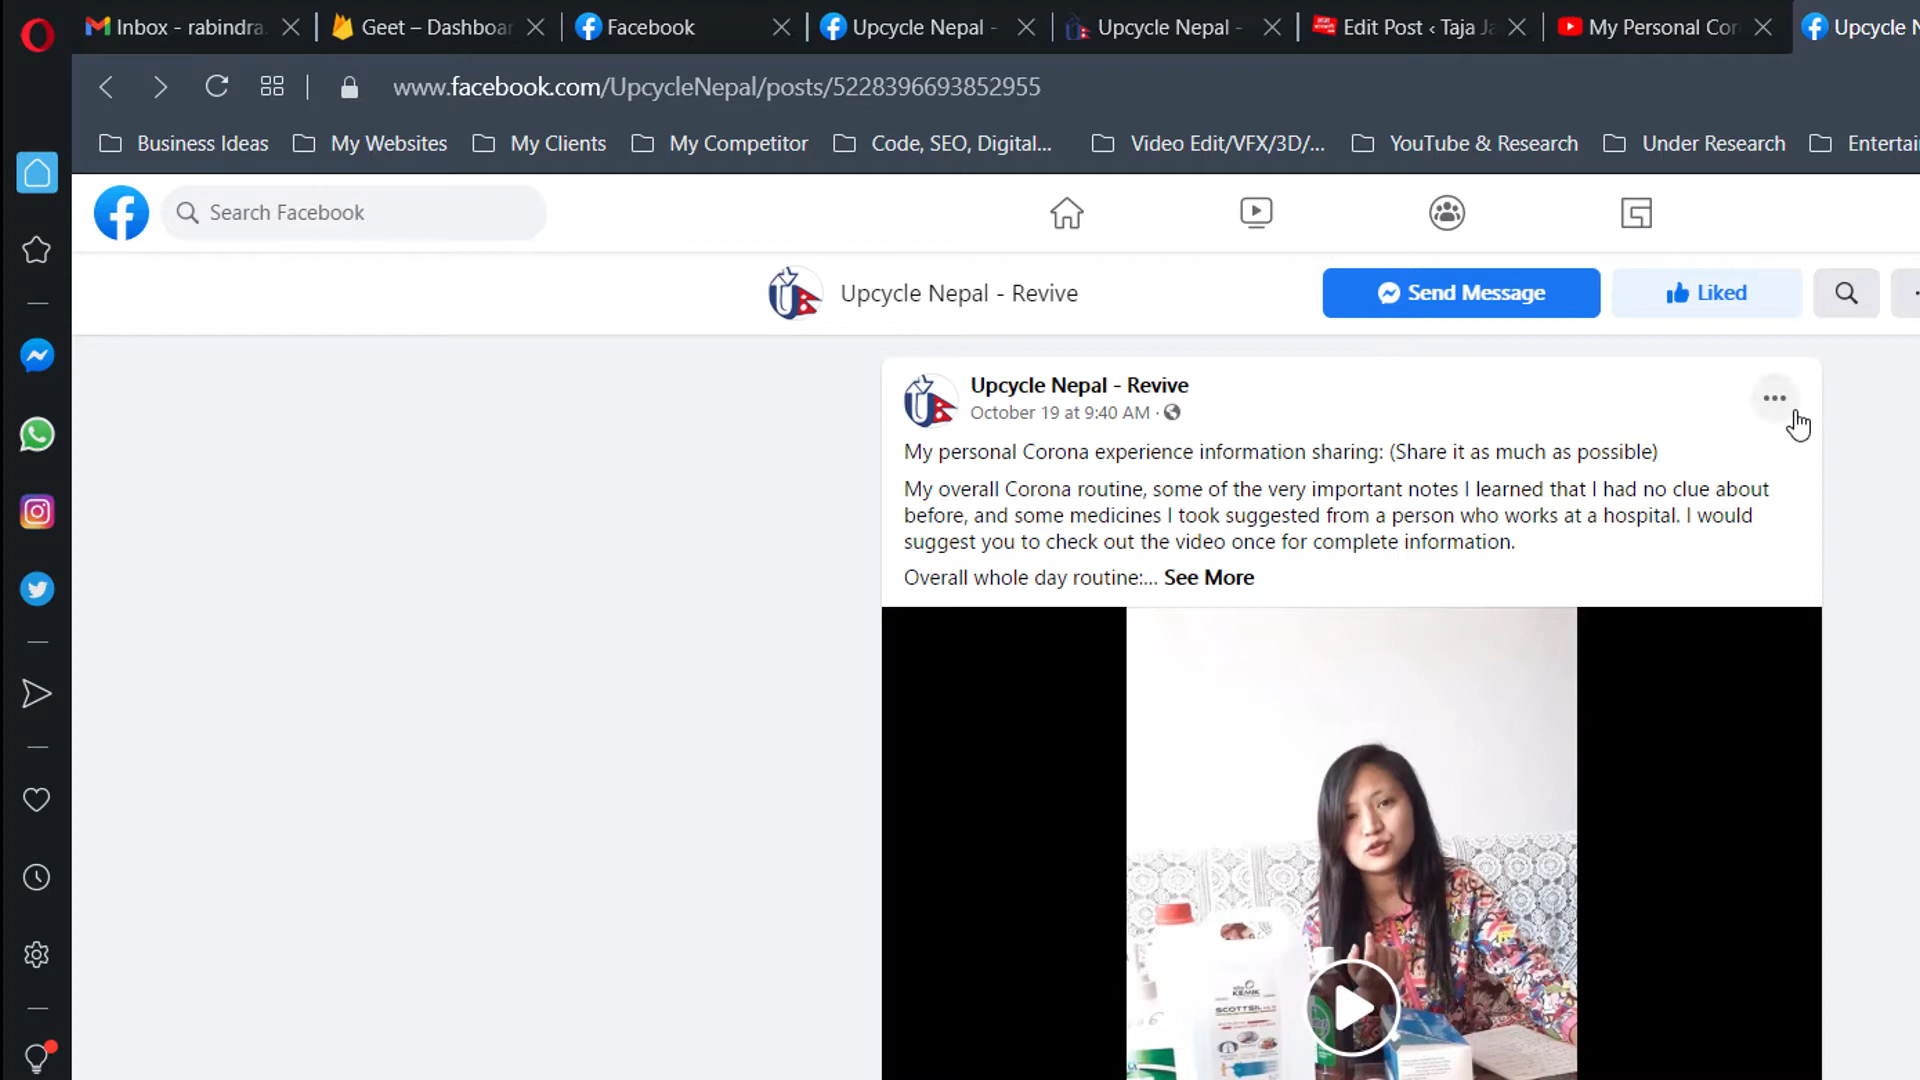 Inbox - rabindra.
Geet – Dashboar
Facebook
Upcycle Nepal -
Upcycle Nepal -
Edit Post ‹ Taja Ja
My Personal Cor
Upcycle N
www.facebook.com/UpcycleNepal/posts/5228396693852955
Business Ideas
My Websites
My Clients
My Competitor
Code, SEO, Digital...
Video Edit/VFX/3D/...
YouTube & Research
Under Research
Entertai
Search Facebook
Upcycle Nepal - Revive
Send Message
Liked
Upcycle Nepal - Revive
October 19 at 9:40 AM ·
My personal Corona experience information sharing: (Share it as much as possible)
My overall Corona routine, some of the very important notes I learned that I had no clue about
before, and some medicines I took suggested from a person who works at a hospital. I would
suggest you to check out the video once for complete information.
Overall whole day routine:... See More
KEMIK
SCOTTSIL